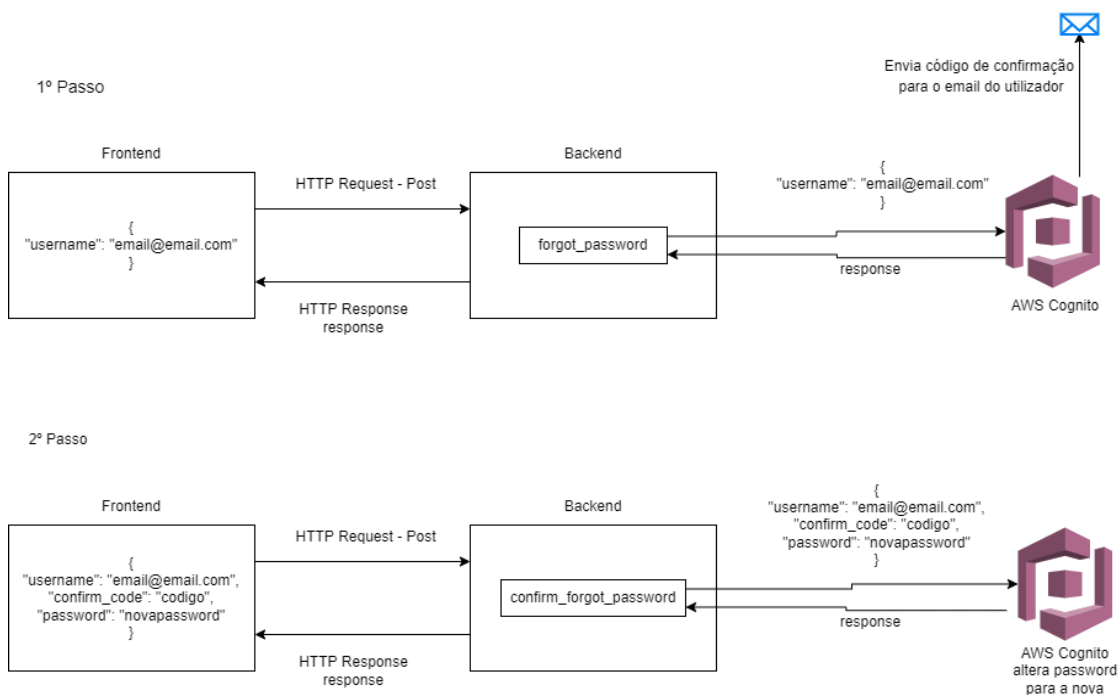 Envia código de confirmação
para o email do utilizador
1º Passo
Frontend
HTTP Request - Post
Backend
{
"username": "email@email.com"
}
{
"username": "email@email.com"
}
forgot_password
response
HTTP Response
response
AWS Cognito
2º Passo
Frontend
HTTP Request - Post
Backend
{
"username": "email@email.com",
"confirm_code": "codigo",
"password": "novapassword"
}
{
"username": "email@email.com",
"confirm_code": "codigo",
"password": "novapassword"
}
confirm_forgot_password
response
HTTP Response
response
AWS Cognito
altera password
para a nova